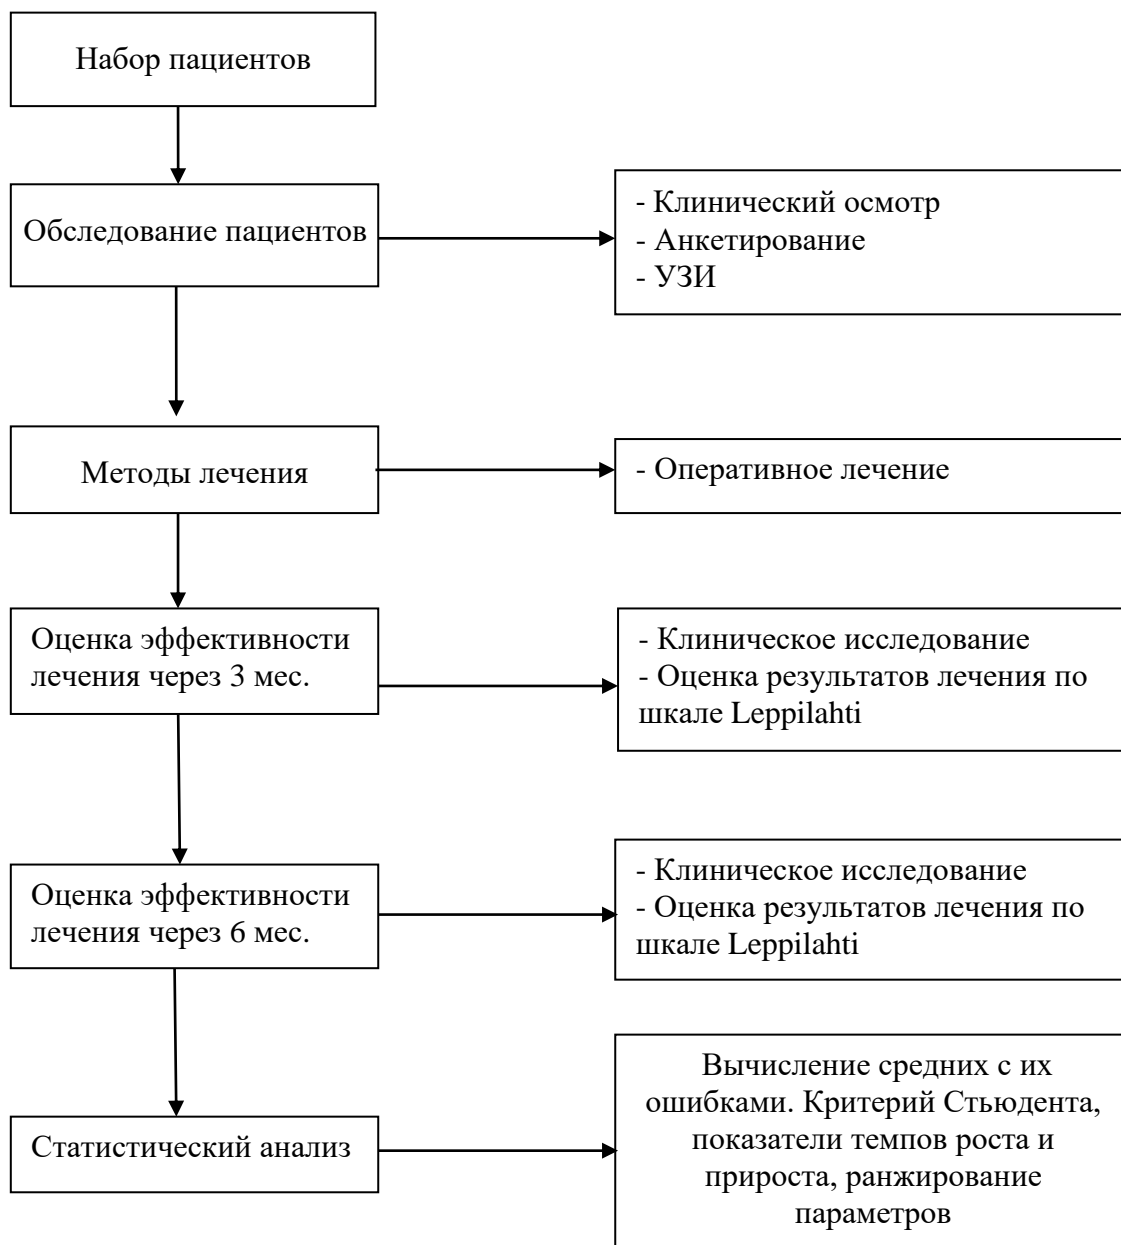 Набор пациентов
Обследование пациентов
- Клинический осмотр
- Анкетирование
- УЗИ
Методы лечения
- Оперативное лечение
Оценка эффективности
лечения через 3 мес.
- Клиническое исследование
- Оценка результатов лечения по
шкале Leppilahti
Оценка эффективности
лечения через 6 мес.
- Клиническое исследование
- Оценка результатов лечения по
шкале Leppilahti
Статистический анализ
Вычисление средних с их
ошибками. Критерий Стьюдента,
показатели темпов роста и
прироста, ранжирование
параметров